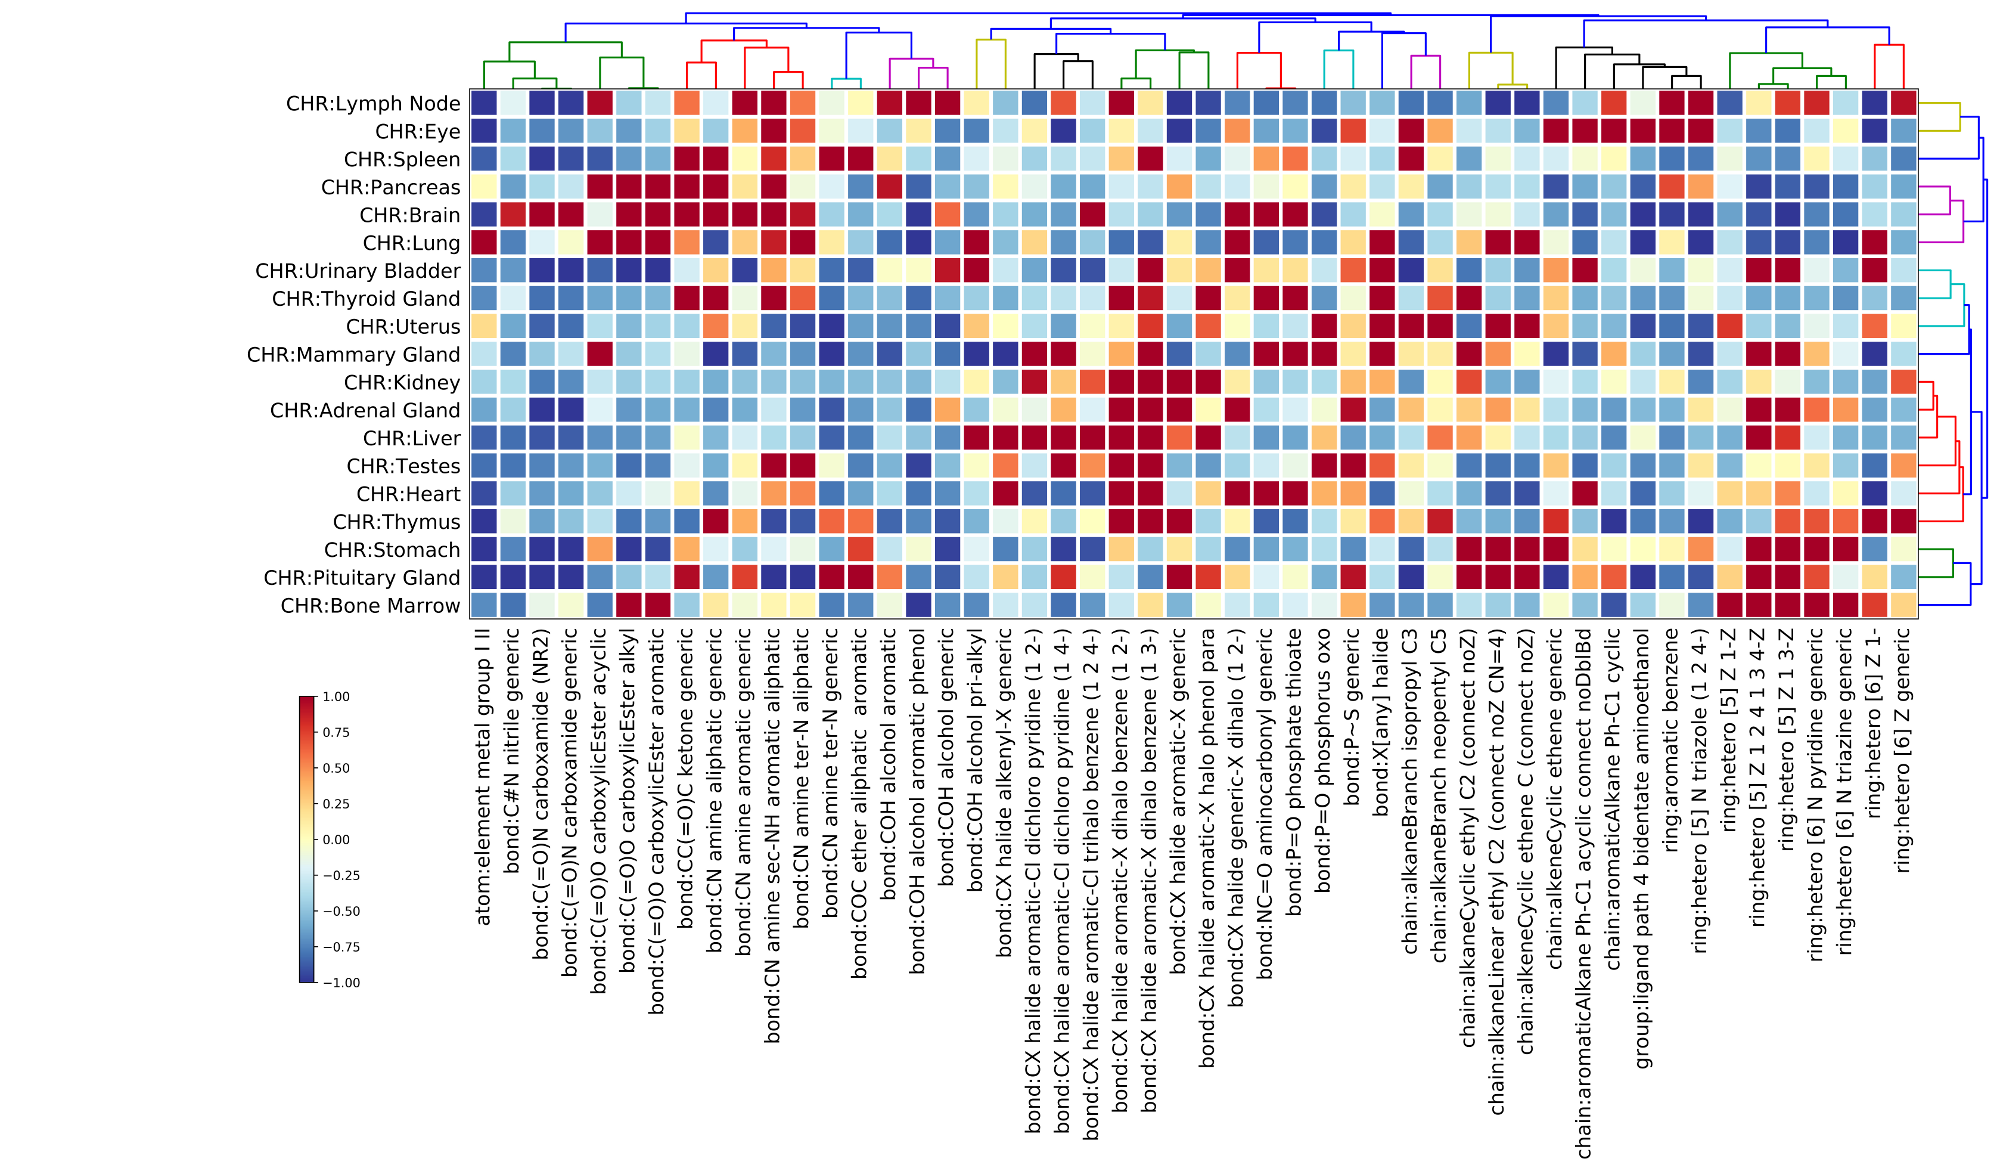 CHR:Lymph Node
CHR:Eye
CHR:Spleen
CHR:Pancreas
CHR:Brain
CHR:Lung
CHR:Urinary Bladder
CHR:Thyroid Gland
CHR:Uterus
CHR:Mammary Gland
CHR:Kidney
CHR:Adrenal Gland
CHR:Liver
CHR:Testes
CHR:Heart
CHR:Thymus
CHR:Stomach
CHR:Pituitary Gland
CHR:Bone Marrow
atom:element metal group I II
bond:C#N nitrile generic
bond:C(=O)N carboxamide (NR2)
bond:C(=O)N carboxamide generic
bond:C(=O)O carboxylicEster acyclic
bond:C(=O)O carboxylicEster alkyl
bond:C(=O)O carboxylicEster aromatic
bond:CC(=O)C ketone generic
bond:CN amine aliphatic generic
bond:CN amine aromatic generic
bond:CN amine sec-NH aromatic aliphatic
bond:CN amine ter-N aliphatic
bond:CN amine ter-N generic
bond:COC ether aliphatic  aromatic
bond:COH alcohol aromatic
bond:COH alcohol aromatic phenol
bond:COH alcohol generic
bond:COH alcohol pri-alkyl
bond:CX halide alkenyl-X generic
bond:CX halide aromatic-Cl dichloro pyridine (1 2-)
bond:CX halide aromatic-Cl dichloro pyridine (1 4-)
bond:CX halide aromatic-Cl trihalo benzene (1 2 4-)
bond:CX halide aromatic-X dihalo benzene (1 2-)
bond:CX halide aromatic-X dihalo benzene (1 3-)
bond:CX halide aromatic-X generic
bond:CX halide aromatic-X halo phenol para
bond:CX halide generic-X dihalo (1 2-)
bond:NC=O aminocarbonyl generic
bond:P=O phosphate thioate
bond:P=O phosphorus oxo
bond:P~S generic
bond:X[any] halide
chain:alkaneBranch isopropyl C3
chain:alkaneBranch neopentyl C5
chain:alkaneCyclic ethyl C2 (connect noZ)
chain:alkaneLinear ethyl C2 (connect noZ CN=4)
chain:alkeneCyclic ethene C (connect noZ)
chain:alkeneCyclic ethene generic
chain:aromaticAlkane Ph-C1 acyclic connect noDblBd
chain:aromaticAlkane Ph-C1 cyclic
group:ligand path 4 bidentate aminoethanol
ring:aromatic benzene
ring:hetero [5] N triazole (1 2 4-)
ring:hetero [5] Z 1-Z
ring:hetero [5] Z 1 2 4 1 3 4-Z
ring:hetero [5] Z 1 3-Z
ring:hetero [6] N pyridine generic
ring:hetero [6] N triazine generic
ring:hetero [6] Z 1-
ring:hetero [6] Z generic
1.00
0.75
0.50
0.25
0.00
−0.25
−0.50
−0.75
−1.00